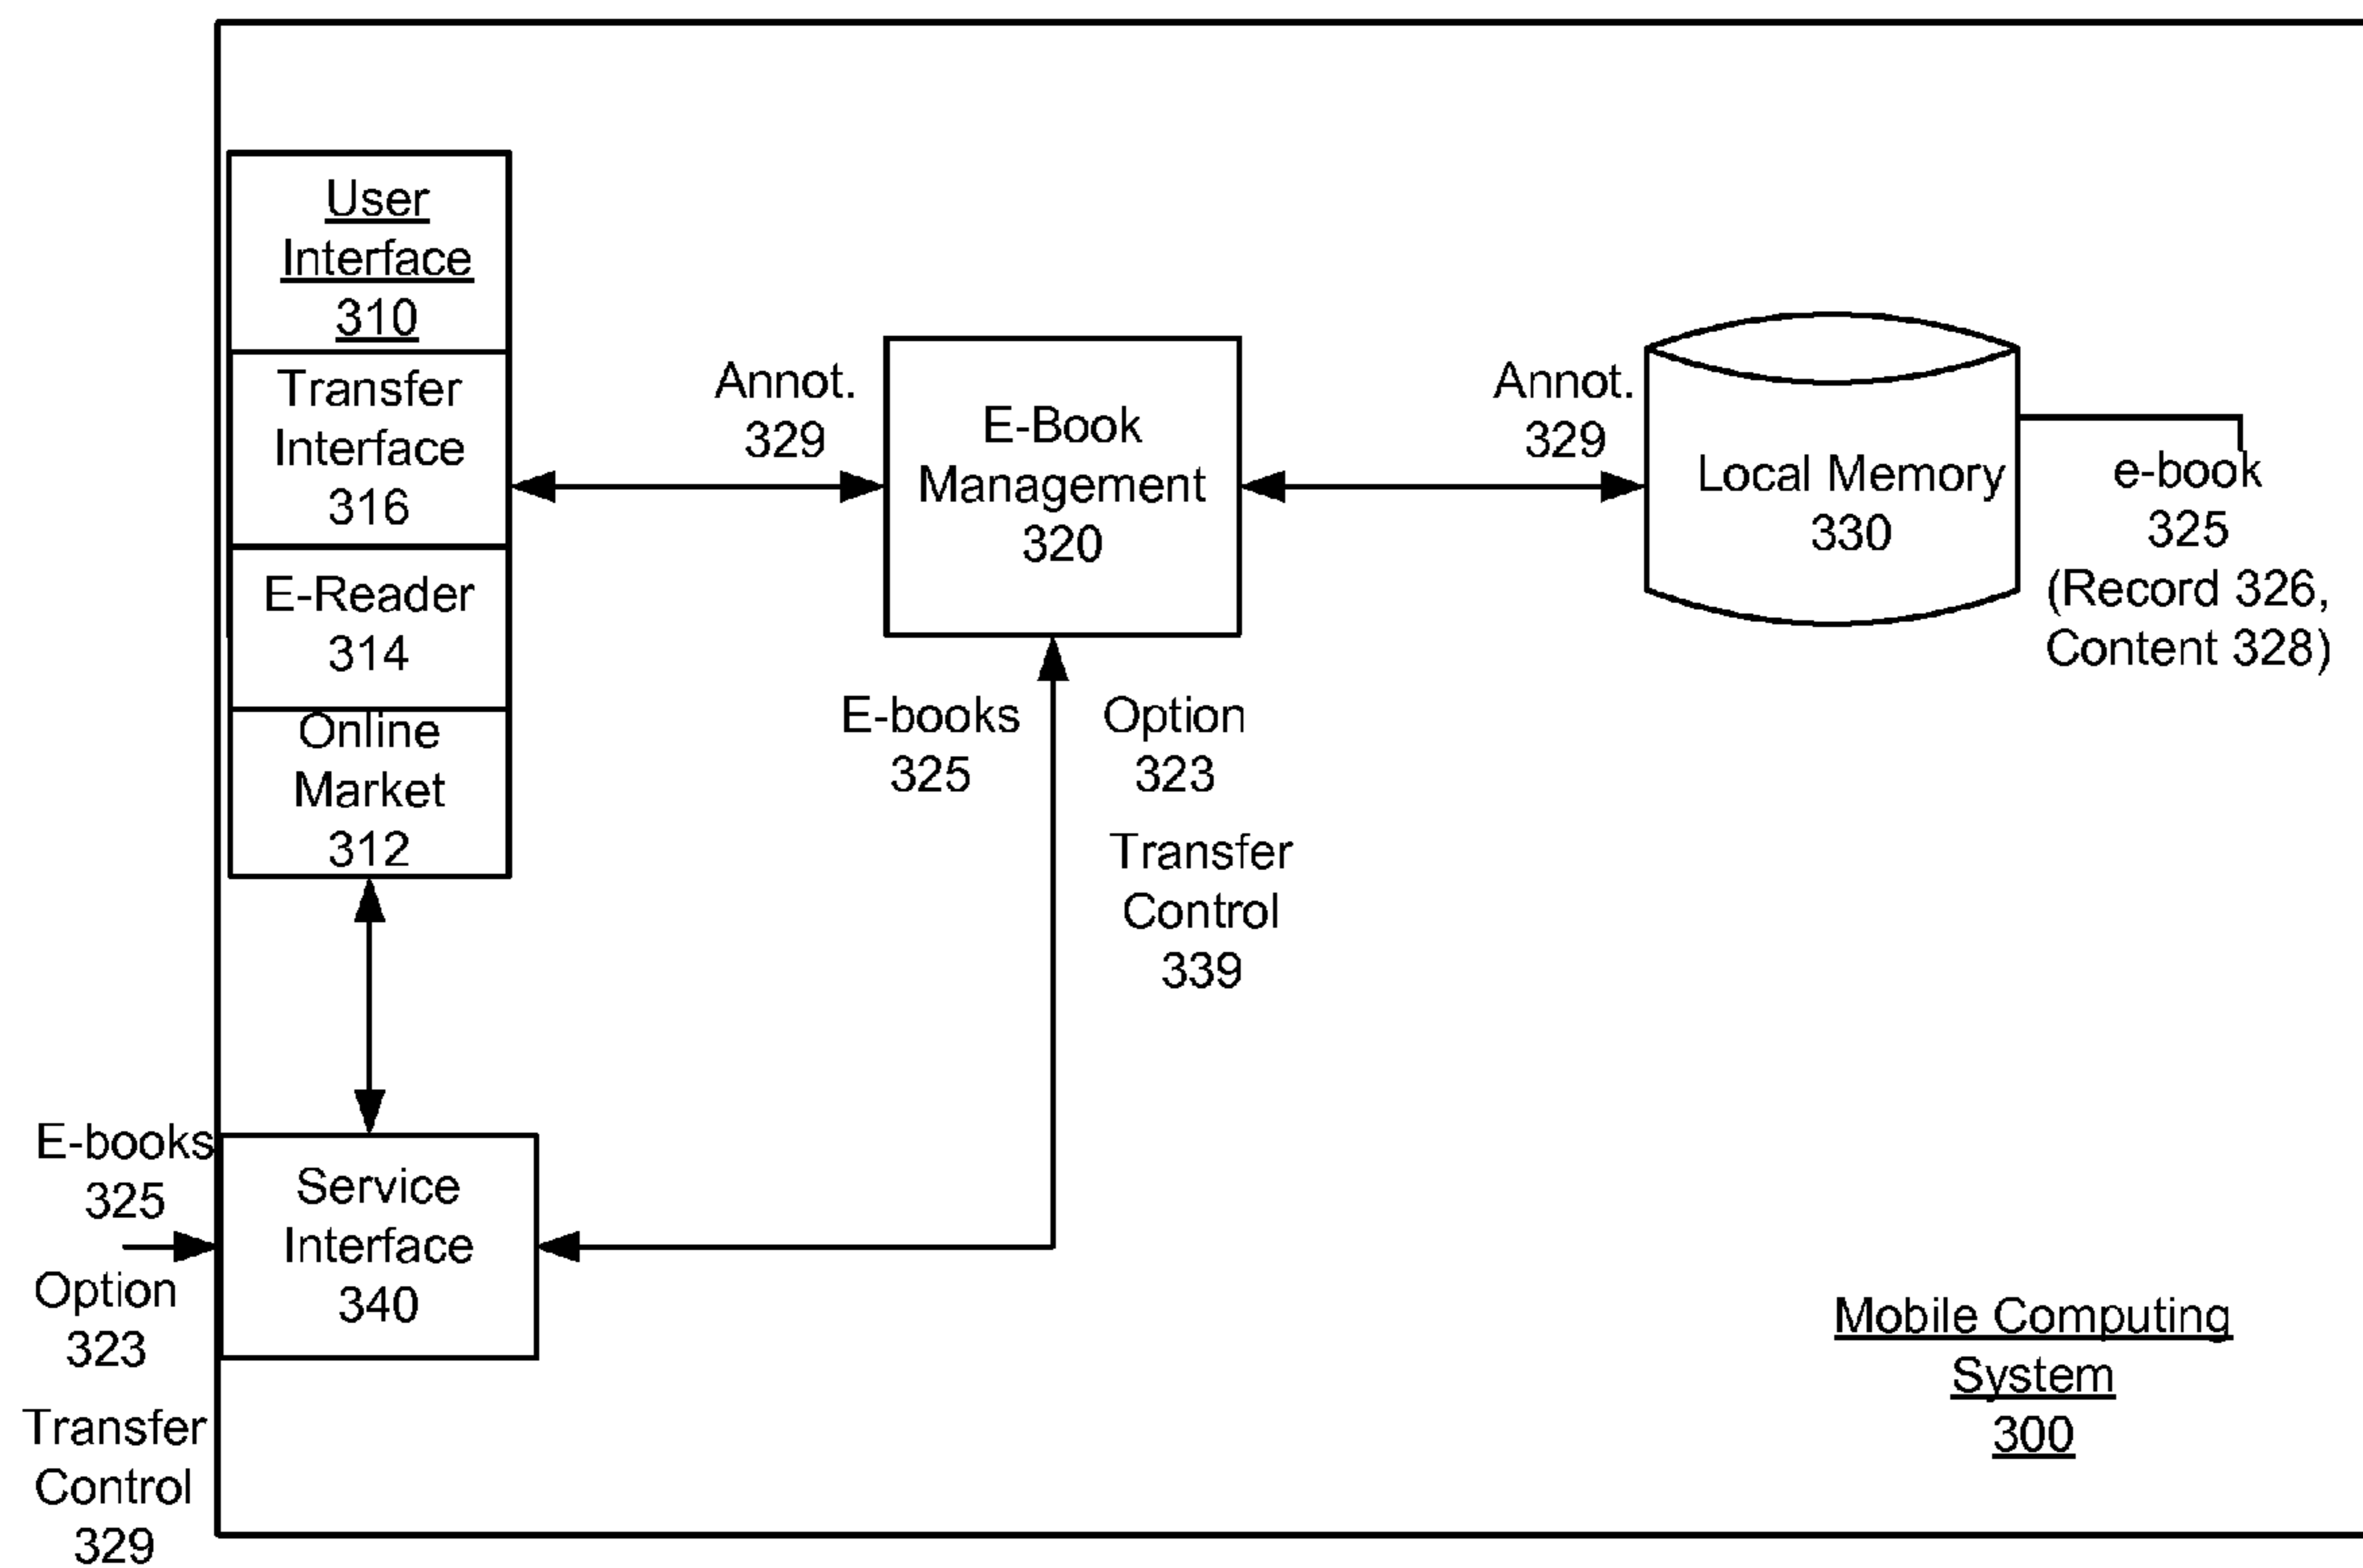 User
Interface
310
Transfer
Interface
316
E-Reader
314
Online
Market
312
Annot.
329
E-Book
Management
320
Annot.
329
Local Memory
330
e-book
325
(Record 326,
Content 328)
E-books
325
Option
323
Transfer
Control
339
E-books
325
Option
323
Transfer
Control
329
Service
Interface
340
Mobile Computing
System
300